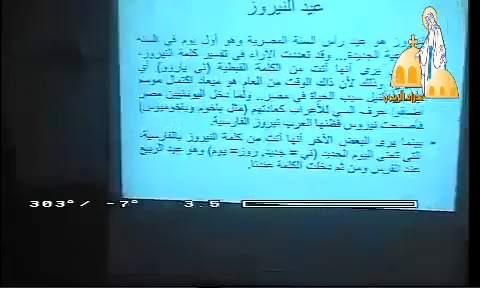 عيد النيروز
هو عيد رأس السنة المصرية وهو أول يوم في السنة
الجديدة... وقد تعددت الآراء في تفسير كلمة النيروز،
يرى أنها أتت من الكلمة القبطية (ني يارؤو) أي
وذلك لأن ذلك الوقت من العام هو ميعاد اكتمال موسم
سبب الحياة في مصر. ولما دخل اليونانيين مصر
حرف السي للأعراب كعادتهم (مثل باخوم وباخوميوس)
فأصبحت نيروس فظنها العرب نيروز الفارسية.
• بينما يرى البعض الآخر أنها أتت من كلمة النيروز بالفارسية،
التي تعني اليوم الجديد (ني = جديد, روز= يوم) وهو عيد الربيع
عند الفرس ومن ثم دخلت الكلمة عندنا.
303°/ -7° 3.5